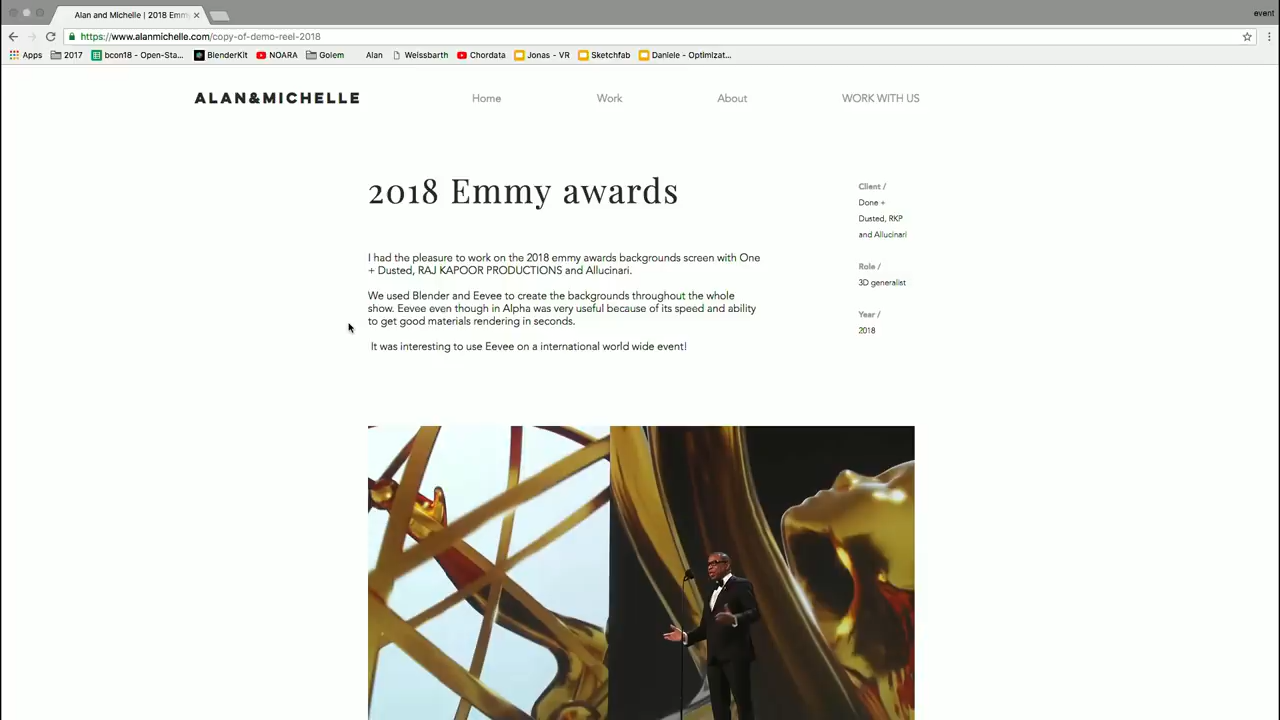 Alan and Michelle | 2018 Emm
event
https://www.alanmichelle.com/copy-of-demo-reel-2018
Apps 2017 bcon18 - Open-Sta... BlenderKit NOARA Golem Alan Weissbarth Chordata Jonas - VR Sketchfab Daniele - Optimizat...
ALAN&MICHELLE Home Work About WORK WITH US
2018 Emmy awards
I had the pleasure to work on the 2018 emmy awards backgrounds screen with One
+ Dusted, RAJ KAPOOR PRODUCTIONS and Allucinari.
We used Blender and Eevee to create the backgrounds throughout the whole
show. Eevee even though in Alpha was very useful because of its speed and ability
to get good materials rendering in seconds.
It was interesting to use Eevee on a international world wide event!
Client /
Done +
Dusted, RKP
and Allucinari
Role /
3D generalist
Year /
2018